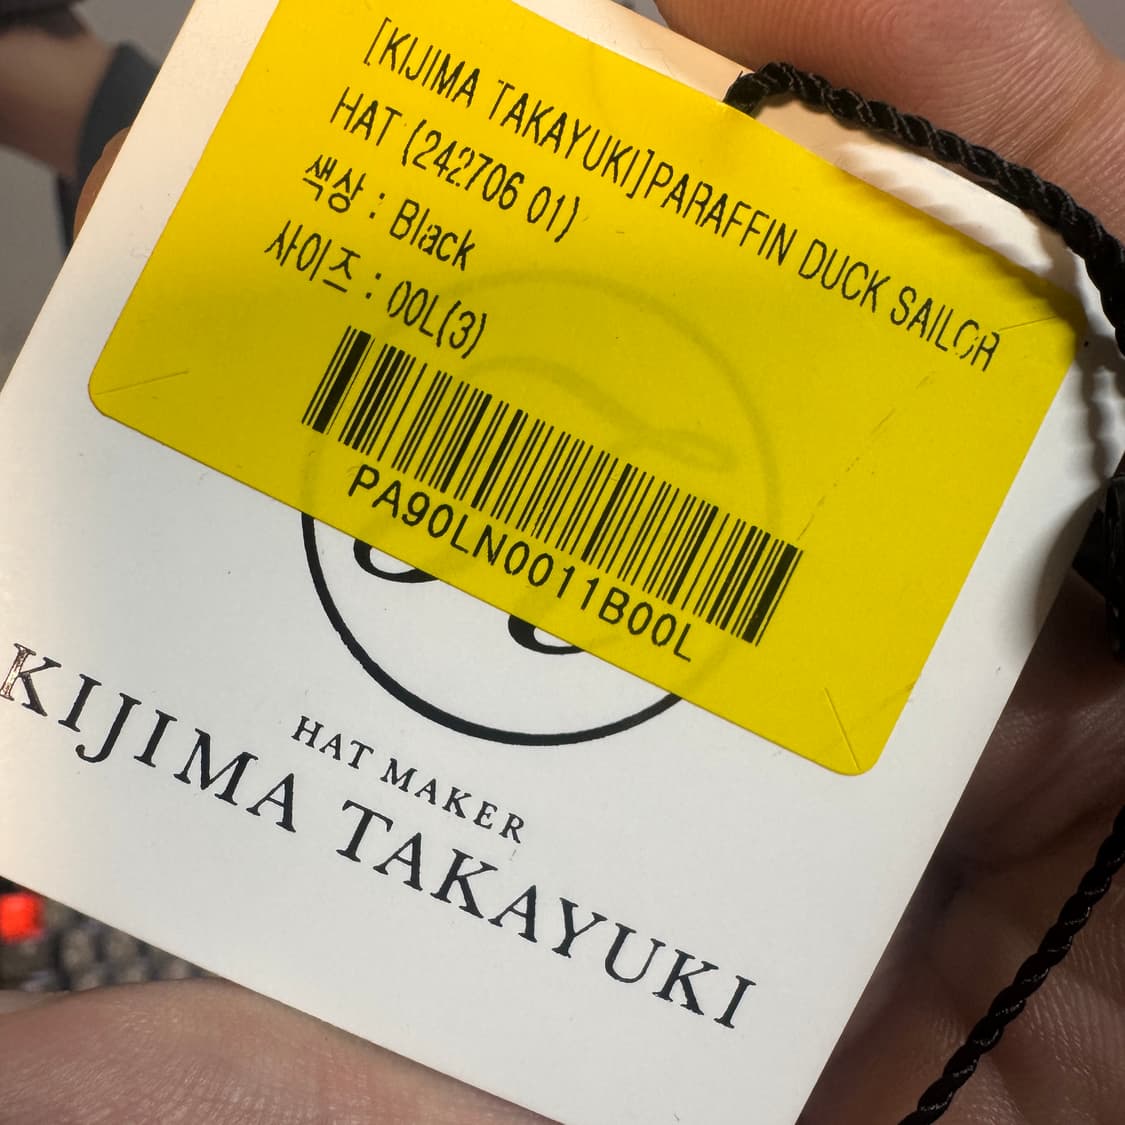 [KIJIMA TAKAYUKI]PARAFFIN DUCK SAILOR
HAT (242706 01)
색상 : Black
사이즈 : 00L(3)
PA90LN0011B00L
HAT MAKER
KIJIMA TAKAYUKI